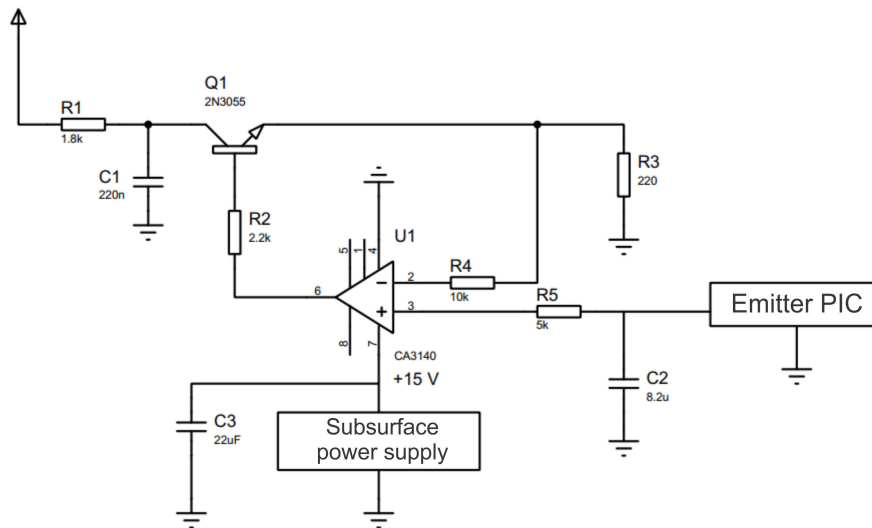 Q1
2N3055
R1
1.8k
C1
220n
R3
220
R2
2.2k
U1
5
1
4
R4
2
10k
R5
6
3
5k
Emitter PIC
8
7
CA3140
+15 V
C2
8.2u
C3
22uF
Subsurface
power supply